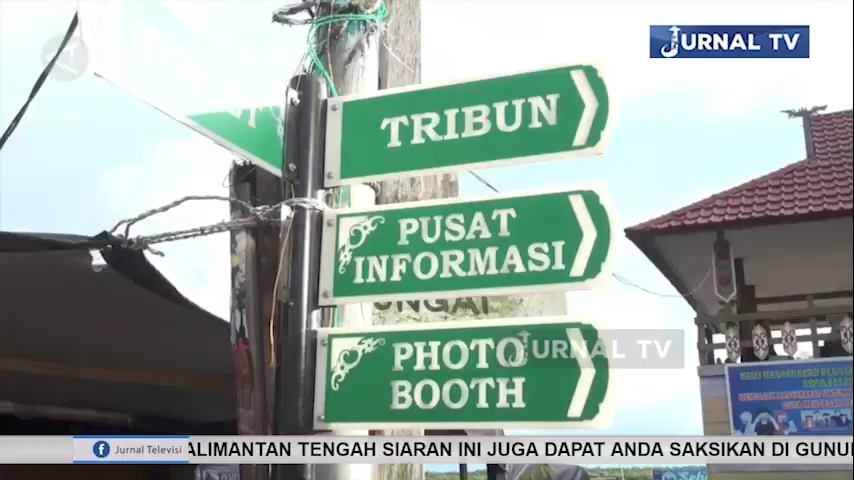 JURNAL TV
TRIBUN
PUSAT
INFORMASI
UNGAI
PHOTO
BOOTH
JURNAL TV
Jurnal Televisi
ALIMANTAN TENGAH SIARAN INI JUGA DAPAT ANDA SAKSIKAN DI GUNU